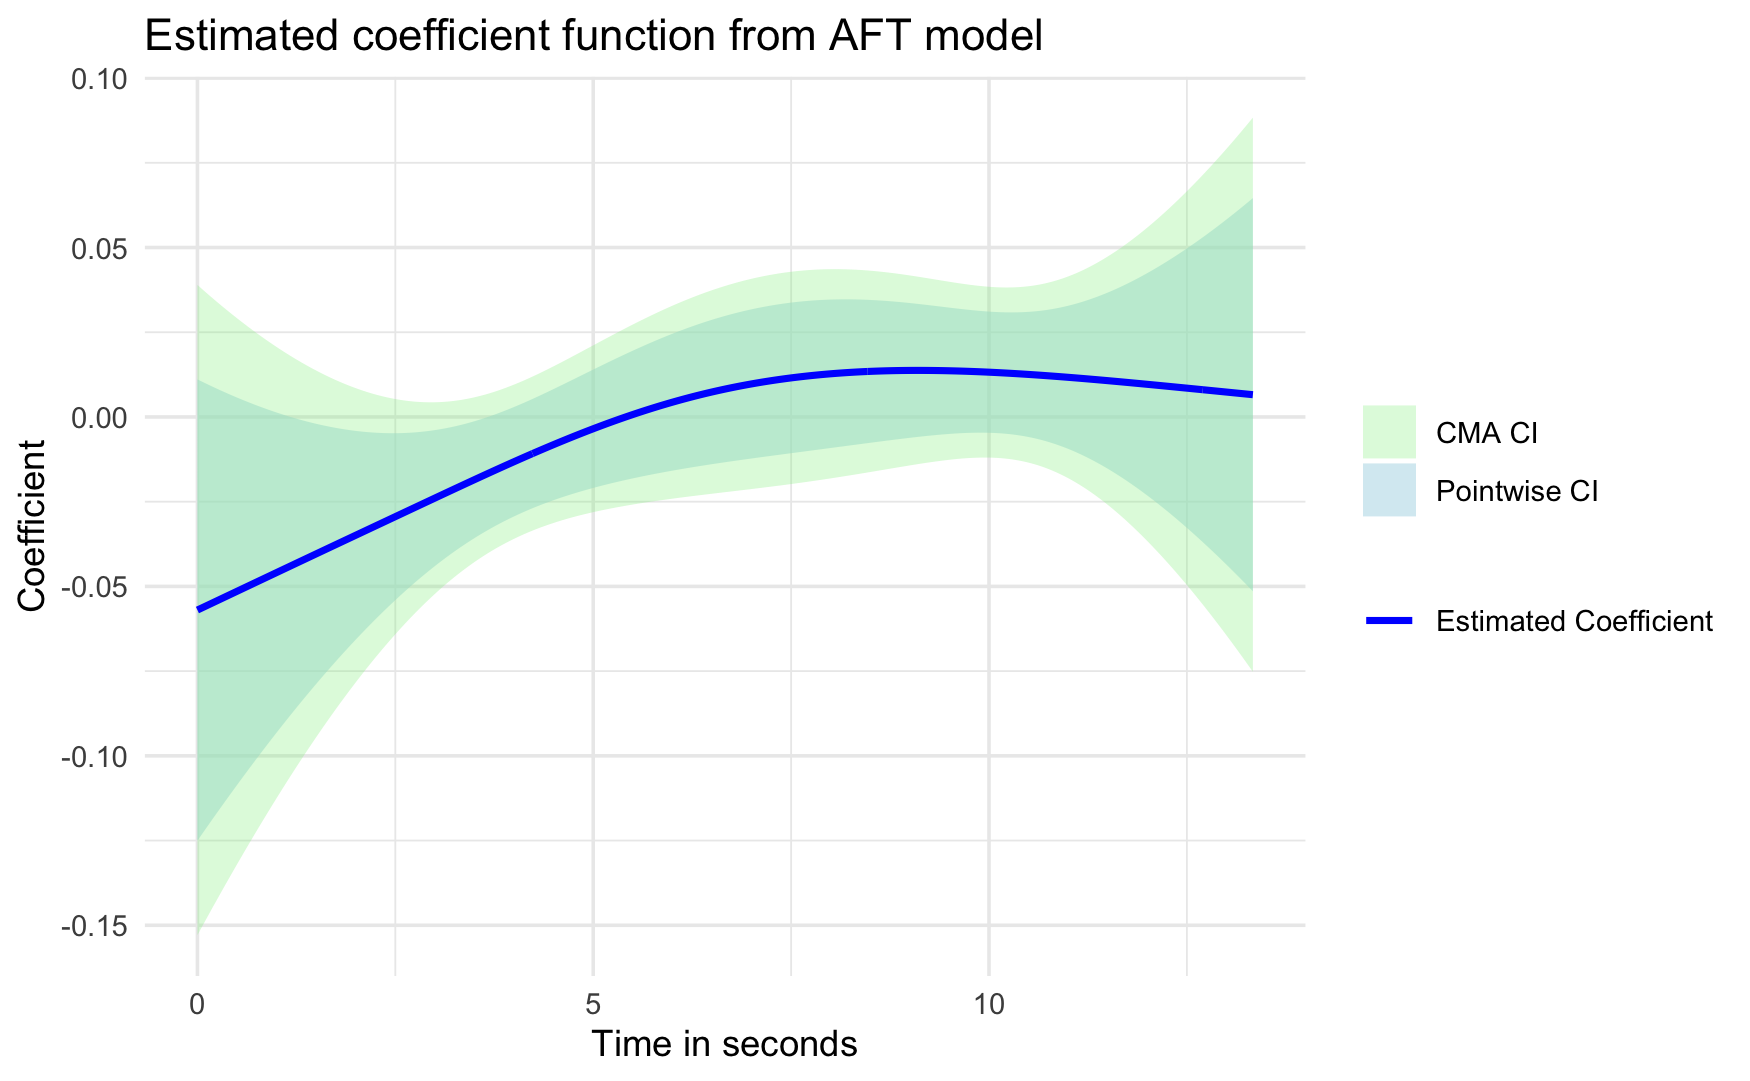 Estimated coefficient function from AFT model
0.10
0.05
0.00
-0.05
-0.10
-0.15
Coefficient
0 5 10
Time in seconds
CMA CI
Pointwise CI
Estimated Coefficient